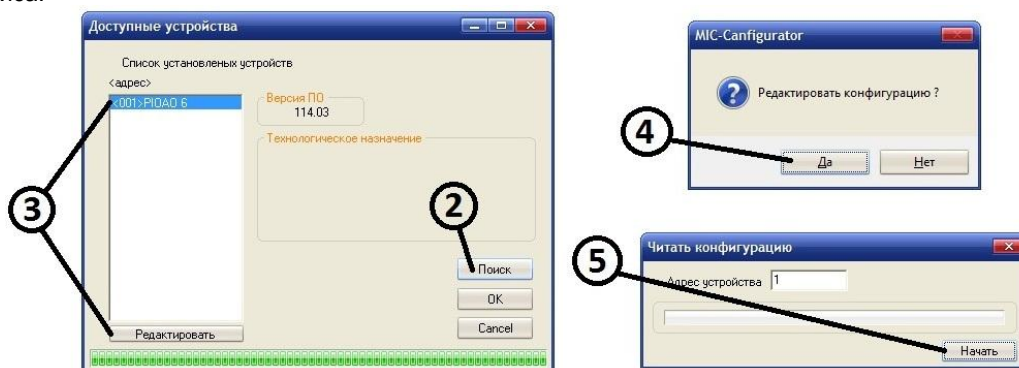 Доступные устройства
Список установленых устройств
<адрес>
<001>PIOAO 6
Версия ПО
114.03
Технологическое назначение
3
2
Поиск
OK
Cancel
Редактировать
MIC-Canfigurator
Редактировать конфигурацию ?
4
Да
Нет
Читать конфигурацию
5
Адрес устройства 1
Начать